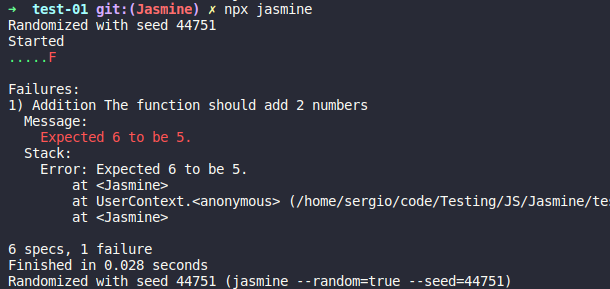 ➜  test-01 git:(Jasmine) ✗ npx jasmine
Randomized with seed 44751
Started
.....F

Failures:
1) Addition The function should add 2 numbers
  Message:
    Expected 6 to be 5.
  Stack:
    Error: Expected 6 to be 5.
        at <Jasmine>
        at UserContext.<anonymous> (/home/sergio/code/Testing/JS/Jasmine/tes
        at <Jasmine>

6 specs, 1 failure
Finished in 0.028 seconds
Randomized with seed 44751 (jasmine --random=true --seed=44751)